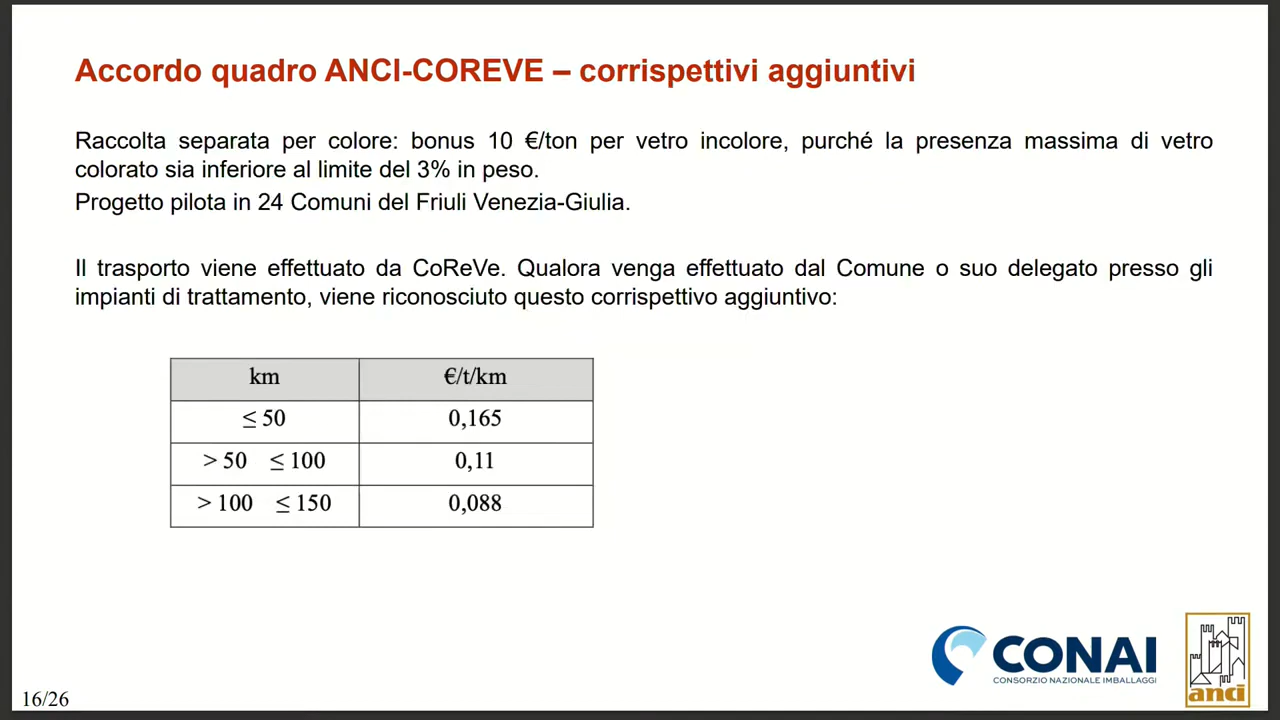 Accordo quadro ANCI-COREVE – corrispettivi aggiuntivi
Raccolta separata per colore: bonus 10 €/ton per vetro incolore, purché la presenza massima di vetro
colorato sia inferiore al limite del 3% in peso.
Progetto pilota in 24 Comuni del Friuli Venezia-Giulia.
Il trasporto viene effettuato da CoReVe. Qualora venga effettuato dal Comune o suo delegato presso gli
impianti di trattamento, viene riconosciuto questo corrispettivo aggiuntivo:
km €/t/km
≤ 50 0,165
> 50 ≤ 100 0,11
> 100 ≤ 150 0,088
CONAI
CONSORZIO NAZIONALE IMBALLAGGI
anci
16/26